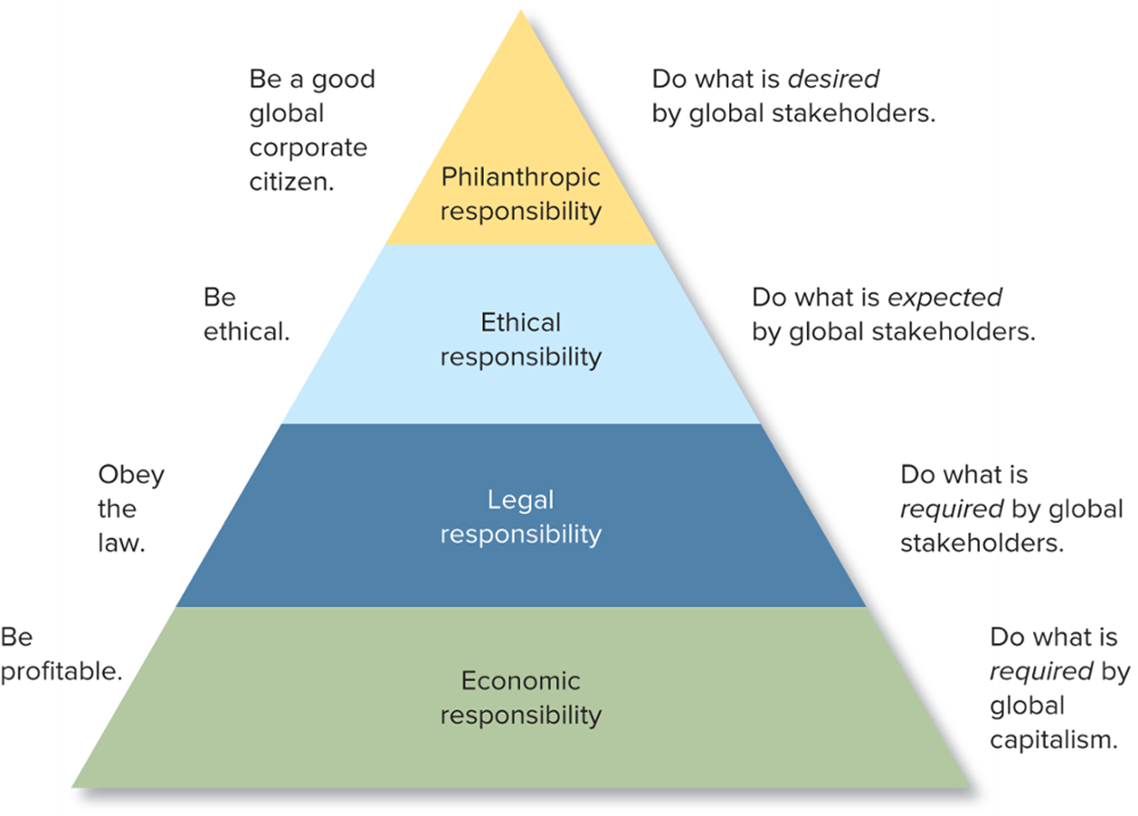 Be a good
global
corporate
citizen.
Philanthropic
responsibility
Do what is desired
by global stakeholders.
Be
ethical.
Ethical
responsibility
Do what is expected
by global stakeholders.
Obey
the
law.
Legal
responsibility
Do what is
required by global
stakeholders.
Be
profitable.
Economic
responsibility
Do what is
required by
global
capitalism.